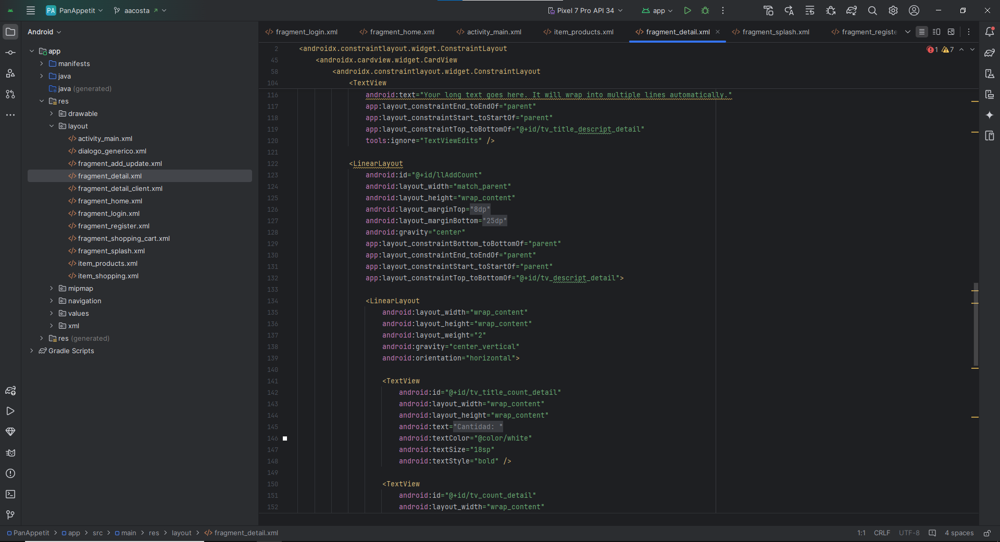 PA PanAppetit aacosta Pixel 7 Pro API 34 app
Android
app
manifests
java
java (generated)
res
drawable
layout
activity_main.xml
dialogo_generico.xml
fragment_add_update.xml
fragment_detail.xml
fragment_detail_client.xml
fragment_home.xml
fragment_login.xml
fragment_register.xml
fragment_shopping_cart.xml
fragment_splash.xml
item_products.xml
item_shopping.xml
mipmap
navigation
values
xml
res (generated)
Gradle Scripts
fragment_login.xml fragment_home.xml activity_main.xml item_products.xml fragment_detail.xml fragment_splash.xml fragment_registe
1 7
2 <androidx.constraintlayout.widget.ConstraintLayout
45 <androidx.cardview.widget.CardView
58 <androidx.constraintlayout.widget.ConstraintLayout
104 <TextView
116 android:text="Your long text goes here. It will wrap into multiple lines automatically."
117 app:layout_constraintEnd_toEndOf="parent"
118 app:layout_constraintStart_toStartOf="parent"
119 app:layout_constraintTop_toBottomOf="@+id/tv_title_descript_detail"
120 tools:ignore="TextViewEdits" />
121
122 <LinearLayout
123 android:id="@+id/llAddCount"
124 android:layout_width="match_parent"
125 android:layout_height="wrap_content"
126 android:layout_marginTop="8dp"
127 android:layout_marginBottom="25dp"
128 android:gravity="center"
129 app:layout_constraintBottom_toBottomOf="parent"
130 app:layout_constraintEnd_toEndOf="parent"
131 app:layout_constraintStart_toStartOf="parent"
132 app:layout_constraintTop_toBottomOf="@+id/tv_descript_detail">
133
134 <LinearLayout
135 android:layout_width="wrap_content"
136 android:layout_height="wrap_content"
137 android:layout_weight="2"
138 android:gravity="center_vertical"
139 android:orientation="horizontal">
140
141 <TextView
142 android:id="@+id/tv_title_count_detail"
143 android:layout_width="wrap_content"
144 android:layout_height="wrap_content"
145 android:text="Cantidad: "
146 android:textColor="@color/white"
147 android:textSize="18sp"
148 android:textStyle="bold" />
149
150 <TextView
151 android:id="@+id/tv_count_detail"
152 android:layout_width="wrap_content"
PanAppetit > app > src > main > res > layout > fragment_detail.xml 1:1 CRLF UTF-8 4 spaces